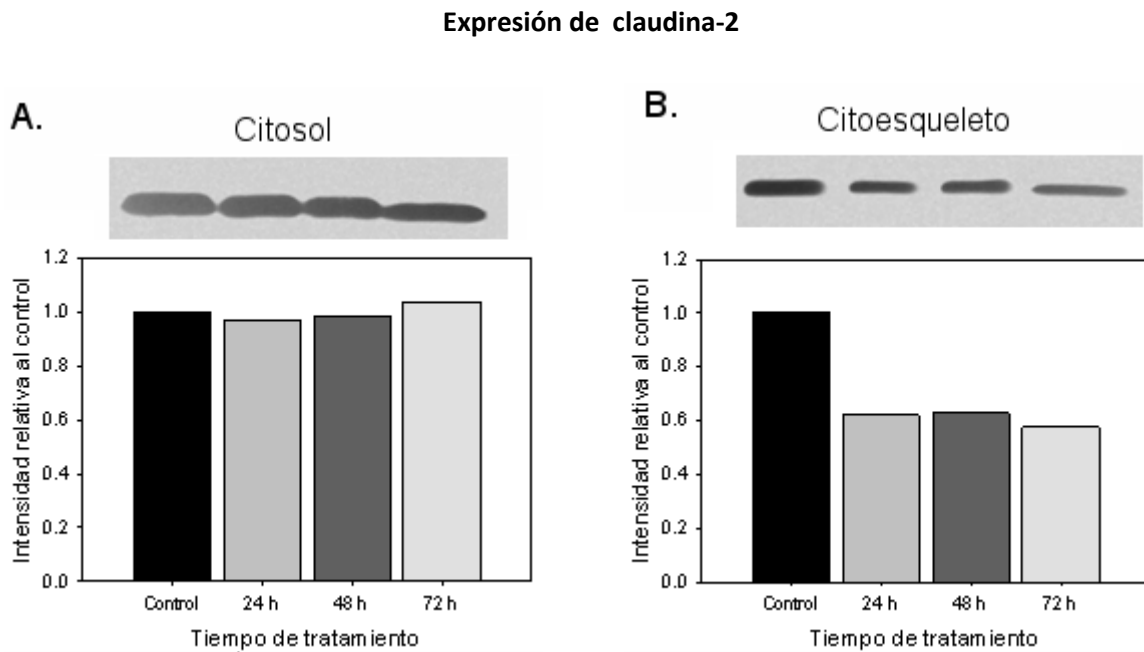 Expresión de claudina-2
A.
Citosol
Intensidad relativa al control
1.2
1.0
0.8
0.6
0.4
0.2
0.0
Control 24 h 48 h 72 h
Tiempo de tratamiento
B.
Citoesqueleto
Intensidad relativa al control
1.2
1.0
0.8
0.6
0.4
0.2
0.0
Control 24 h 48 h 72 h
Tiempo de tratamiento